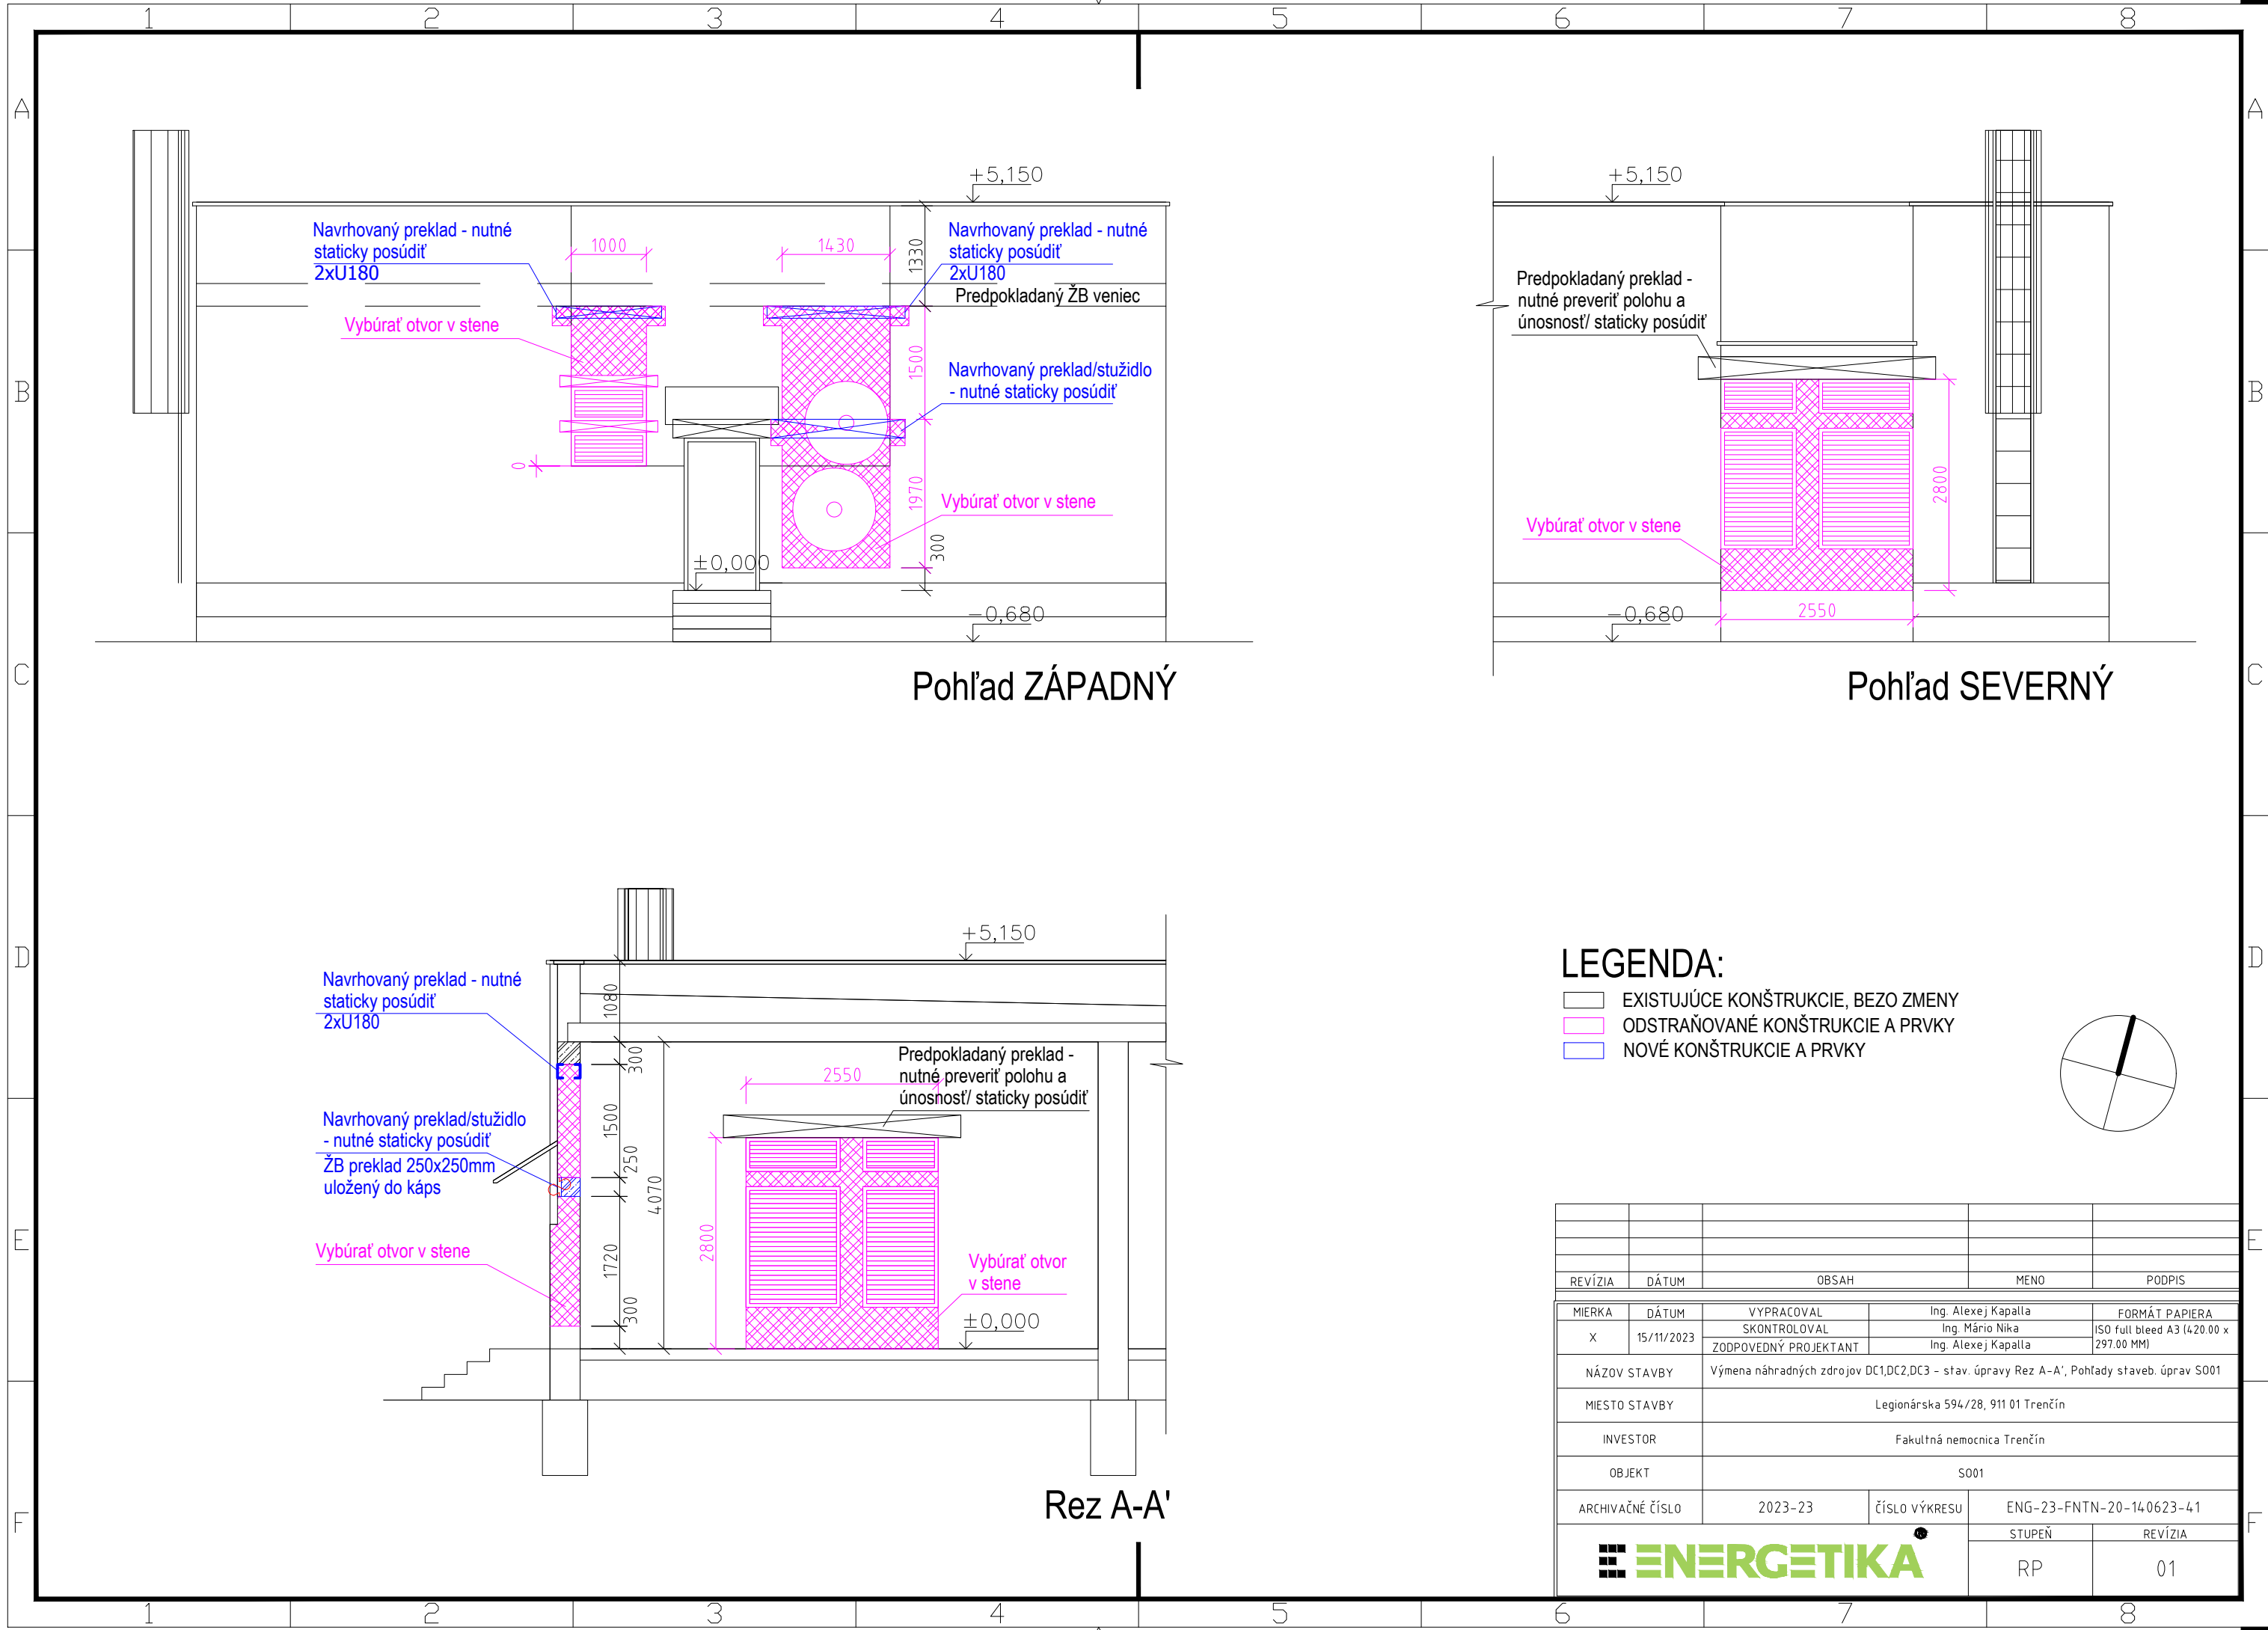 1 2 3 4 5 6 7 8
A A
B B
C C
D D
E E
F F
+5,150
Navrhovaný preklad - nutné
staticky posúdiť
2xU180
1000
1430
1330
Navrhovaný preklad - nutné
staticky posúdiť
2xU180
Predpokladaný ŽB veniec
Vybúrať otvor v stene
1500
Navrhovaný preklad/stužidlo
- nutné staticky posúdiť
0
1970
Vybúrať otvor v stene
300
±0,000
-0,680
Pohľad ZÁPADNÝ
+5,150
Predpokladaný preklad -
nutné preveriť polohu a
únosnosť/ staticky posúdiť
2800
Vybúrať otvor v stene
-0,680
2550
Pohľad SEVERNÝ
+5,150
Navrhovaný preklad - nutné
staticky posúdiť
2xU180
1080
300
Predpokladaný preklad -
nutné preveriť polohu a
únosnosť/ staticky posúdiť
2550
Navrhovaný preklad/stužidlo
- nutné staticky posúdiť
ŽB preklad 250x250mm
uložený do káps
1500
250
4070
2800
1720
300
Vybúrať otvor v stene
Vybúrať otvor
v stene
±0,000
Rez A-A'
LEGENDA:
EXISTUJÚCE KONŠTRUKCIE, BEZO ZMENY
ODSTRAŇOVANÉ KONŠTRUKCIE A PRVKY
NOVÉ KONŠTRUKCIE A PRVKY
REVÍZIA DÁTUM OBSAH MENO PODPIS
MIERKA DÁTUM VYPRACOVAL Ing. Alexej Kapalla FORMÁT PAPIERA
X 15/11/2023 SKONTROLOVAL Ing. Mário Nika ISO full bleed A3 (420.00 x
297.00 MM)
ZODPOVEDNÝ PROJEKTANT Ing. Alexej Kapalla
NÁZOV STAVBY Výmena náhradných zdrojov DC1,DC2,DC3 - stav. úpravy Rez A-A', Pohľady staveb. úprav SO01
MIESTO STAVBY Legionárska 594/28, 911 01 Trenčín
INVESTOR Fakultná nemocnica Trenčín
OBJEKT SO01
ARCHIVAČNÉ ČÍSLO 2023-23 ČÍSLO VÝKRESU ENG-23-FNTN-20-140623-41
ENERGETIKA
STUPEŇ REVÍZIA
RP 01
1 2 3 4 5 6 7 8